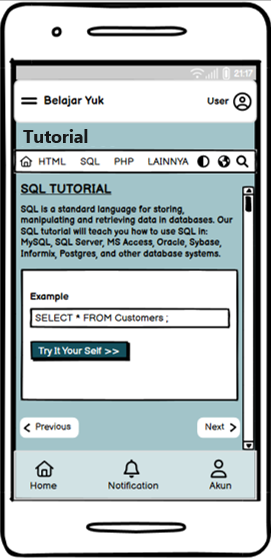 21:17
Belajar Yuk
User
Tutorial
HTML SQL PHP LAINNYA
SQL TUTORIAL
SQL is a standard language for storing,
manipulating and retrieving data in databases. Our
SQL tutorial will teach you how to use SQL in:
MySQL, SQL Server, MS Access, Oracle, Sybase,
Informix, Postgres, and other database systems.
Example
SELECT * FROM Customers ;
Try It Your Self >>
Previous
Next
Home Notification Akun